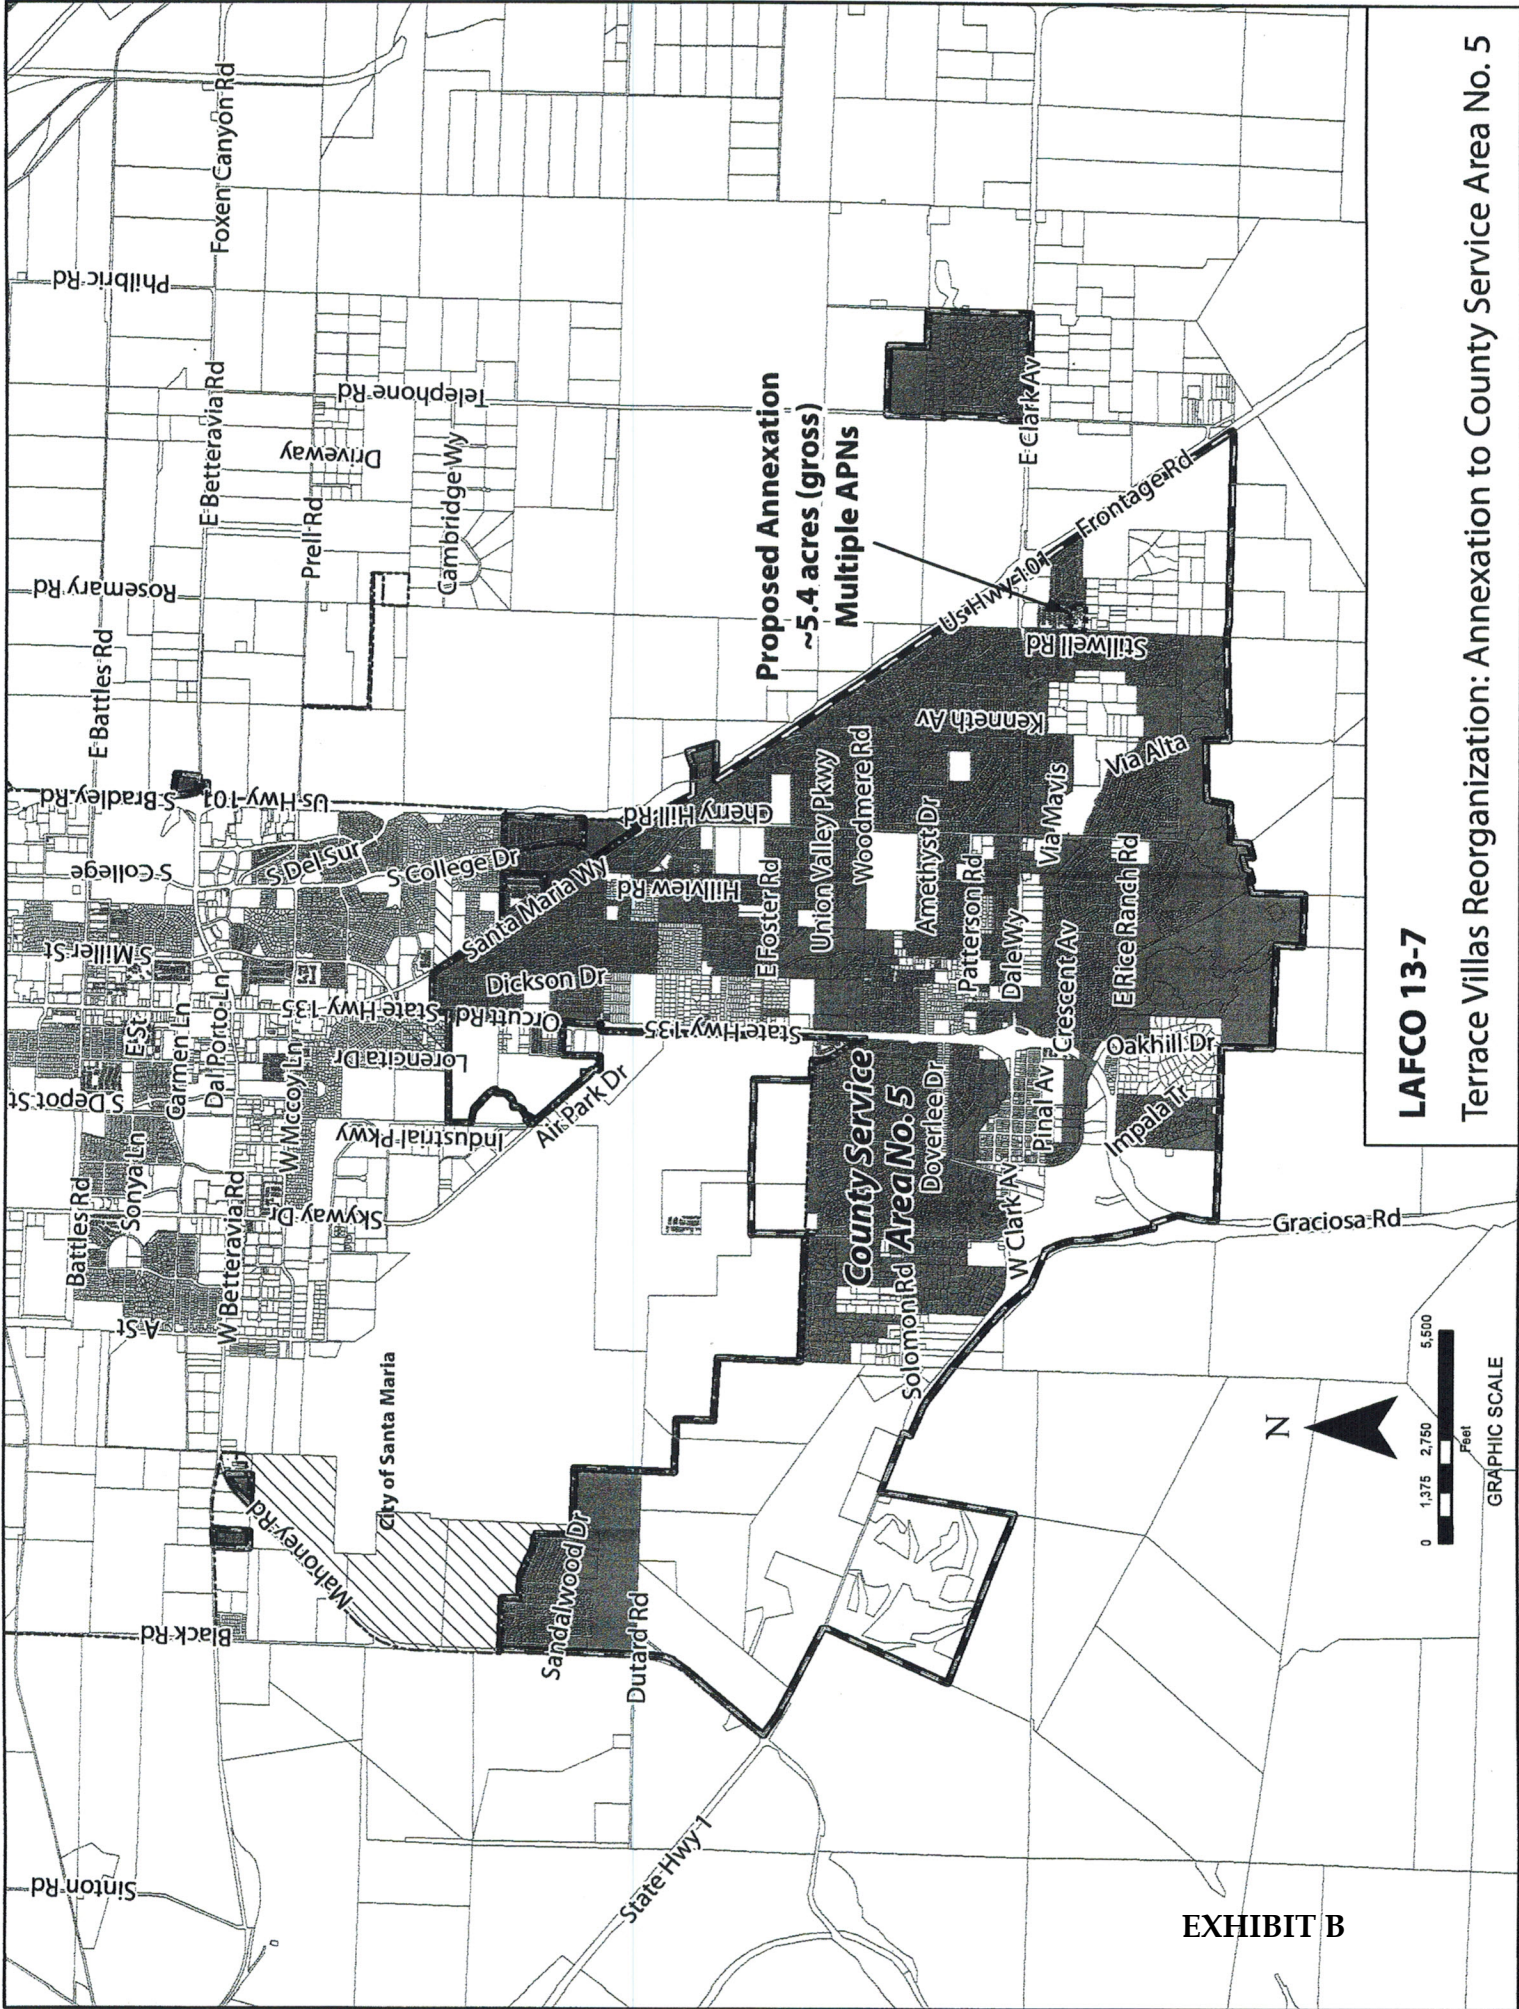 LAFCO 13-7
Terrace Villas Reorganization: Annexation to County Service Area No. 5
Proposed Annexation
~5.4 acres (gross)
Multiple APNs
County Service
Area No. 5
City of Santa Maria
Sinton Rd
Black Rd
Mahoney Rd
Battles Rd
A St
Sonya Ln
S Depot St
E St
Carmen Ln
Dal Porto Ln
S Miller St
S College
S Bradley Rd
E Battles Rd
Rosemary Rd
Philbric Rd
Foxen Canyon Rd
W Betteravia Rd
E Betteravia Rd
Skyway Dr
W Mccoy Ln
Industrial Pkwy
Lorencita Dr
State Hwy 135
S Del Sur
S College Dr
Us Hwy 101
Prell Rd
Driveway
Telephone Rd
Cambridge Wy
Santa Maria Wy
Orcutt Rd
Dickson Dr
Air Park Dr
Hillview Rd
Cherry Hill Rd
State Hwy 135
E Foster Rd
Union Valley Pkwy
Woodmere Rd
Sandalwood Dr
Dutard Rd
State Hwy 1
Solomon Rd
Doverlee Dr
Amethyst Dr
Kenneth Av
Us Hwy 101
Patterson Rd
W Clark Av
Dale Wy
E Clark Av
Stillwell Rd
Frontage Rd
Pinal Av
Crescent Av
Via Mavis
Via Alta
Oakhill Dr
E Rice Ranch Rd
Impala Tr
Graciosa Rd
N
0 1,375 2,750 5,500
Feet
GRAPHIC SCALE
EXHIBIT B